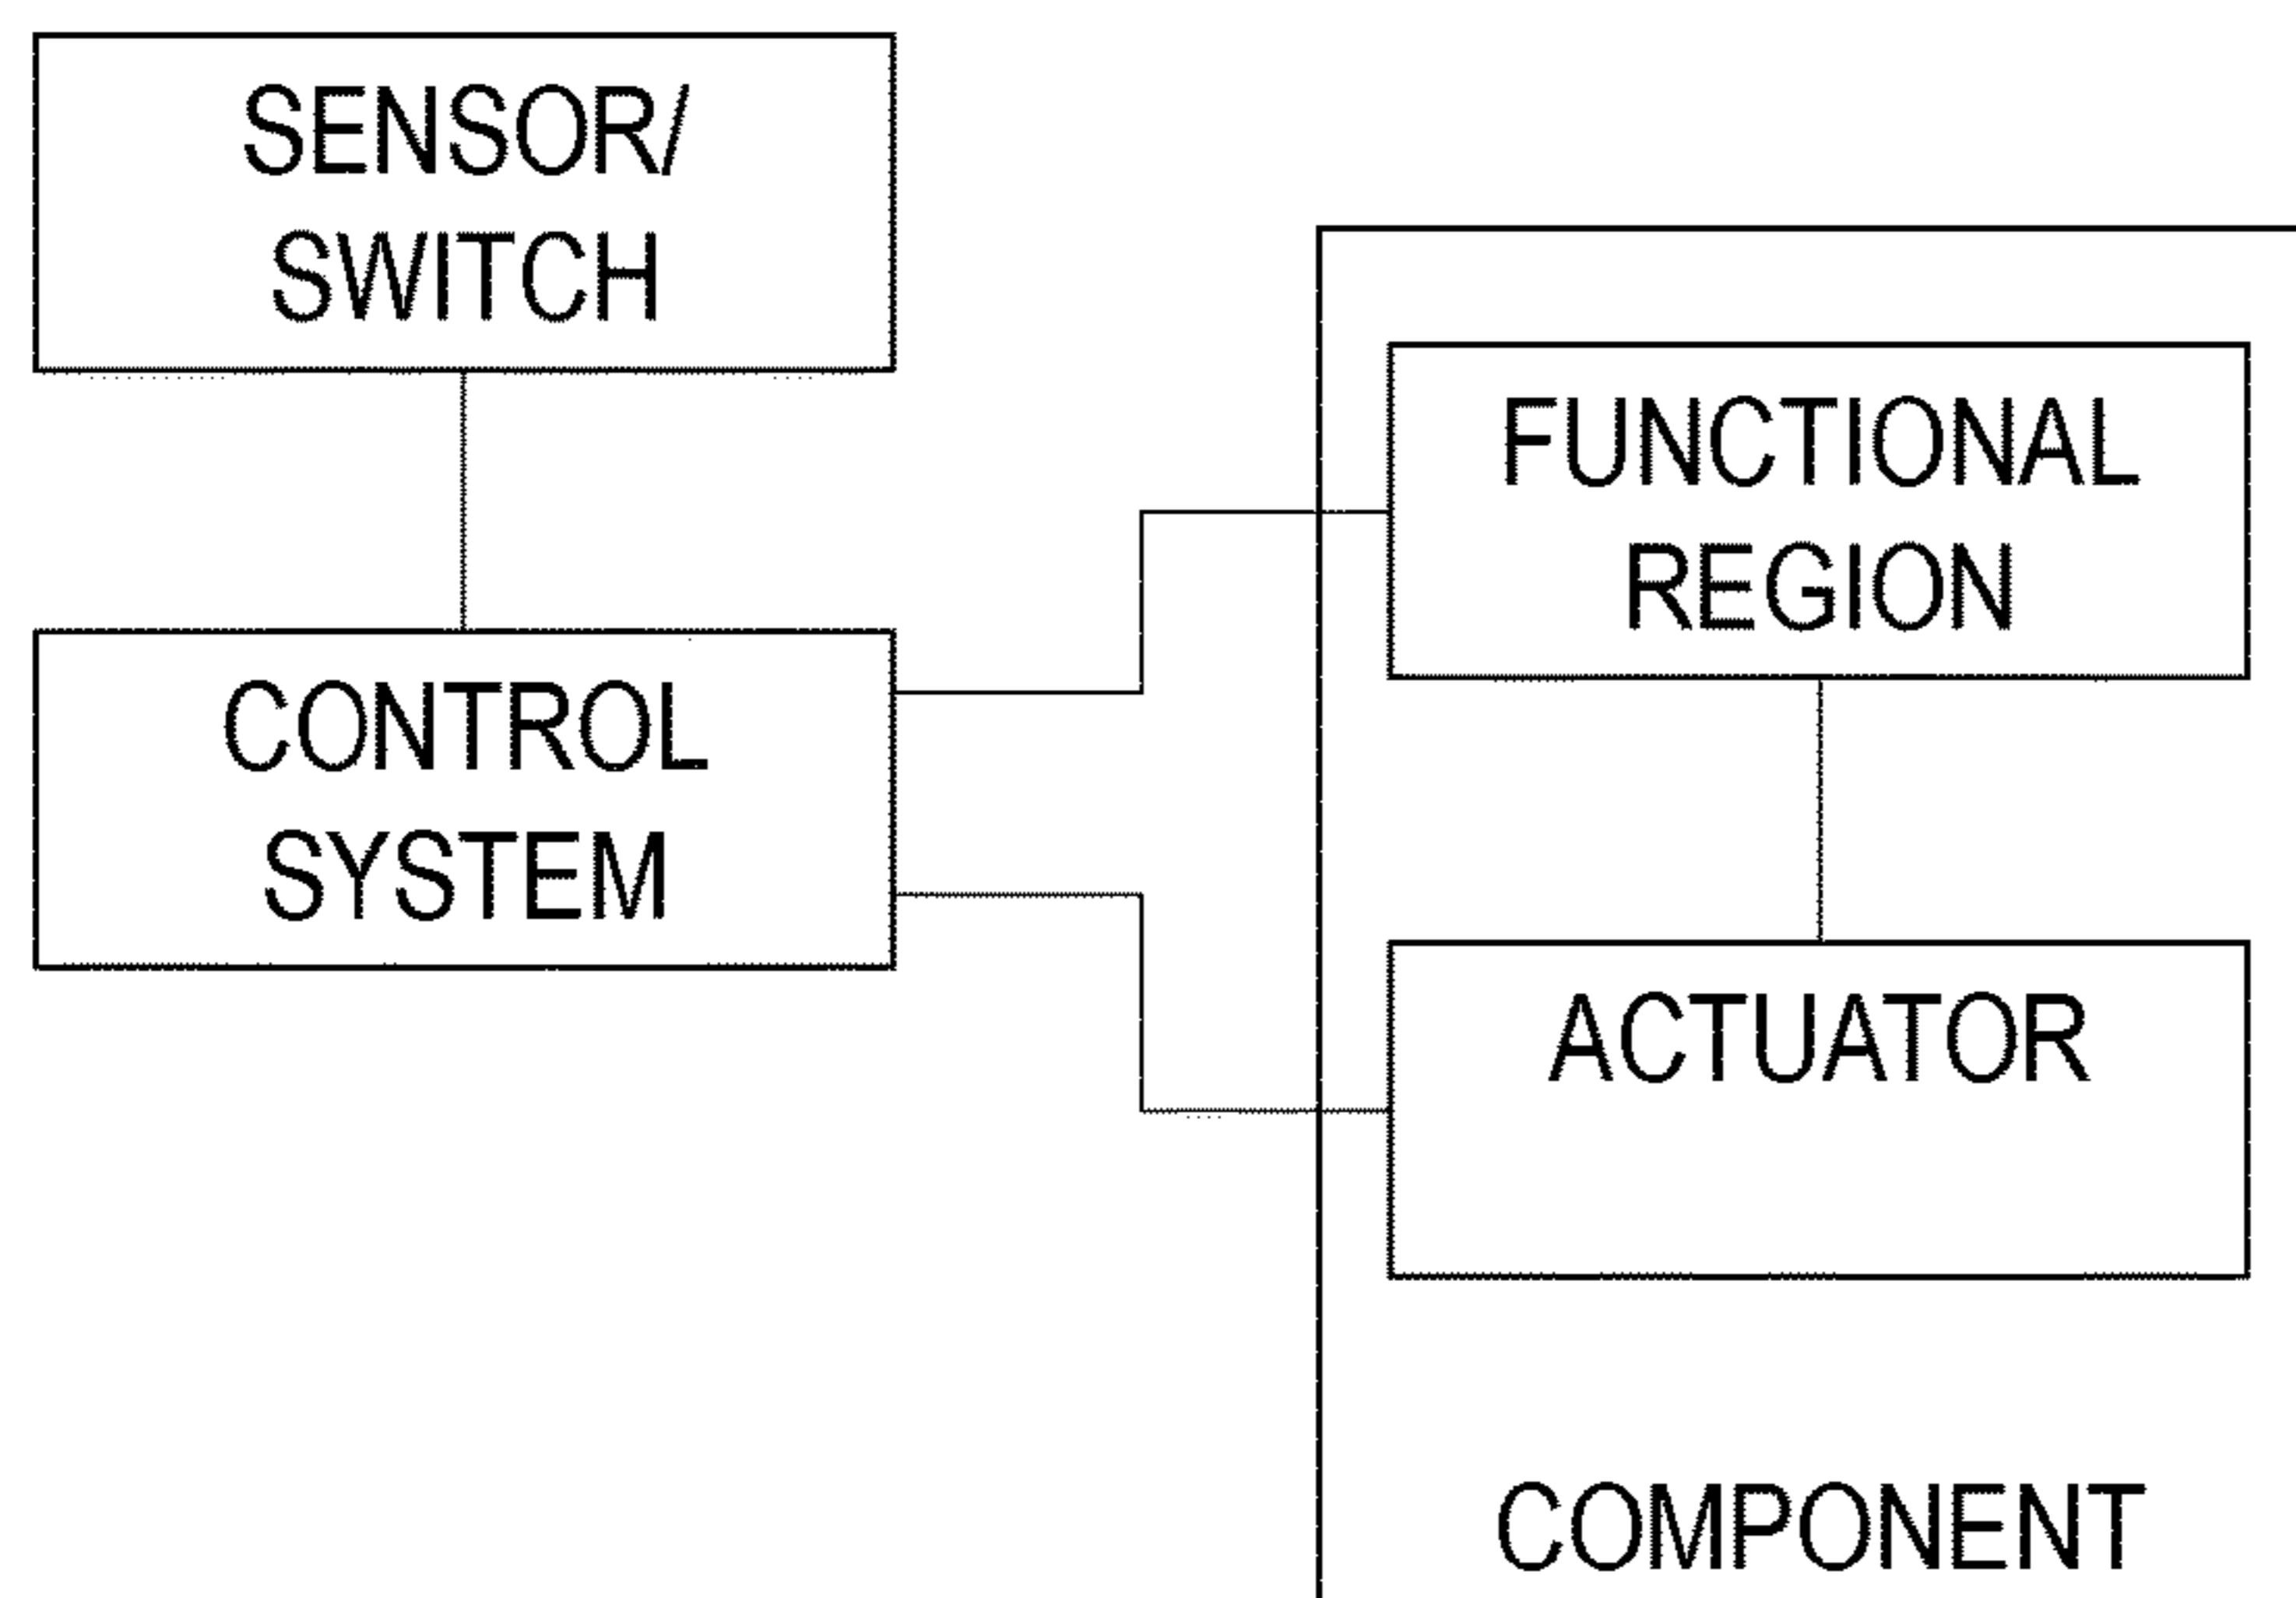 SENSOR/
SWITCH
CONTROL
SYSTEM
FUNCTIONAL
REGION
ACTUATOR
COMPONENT